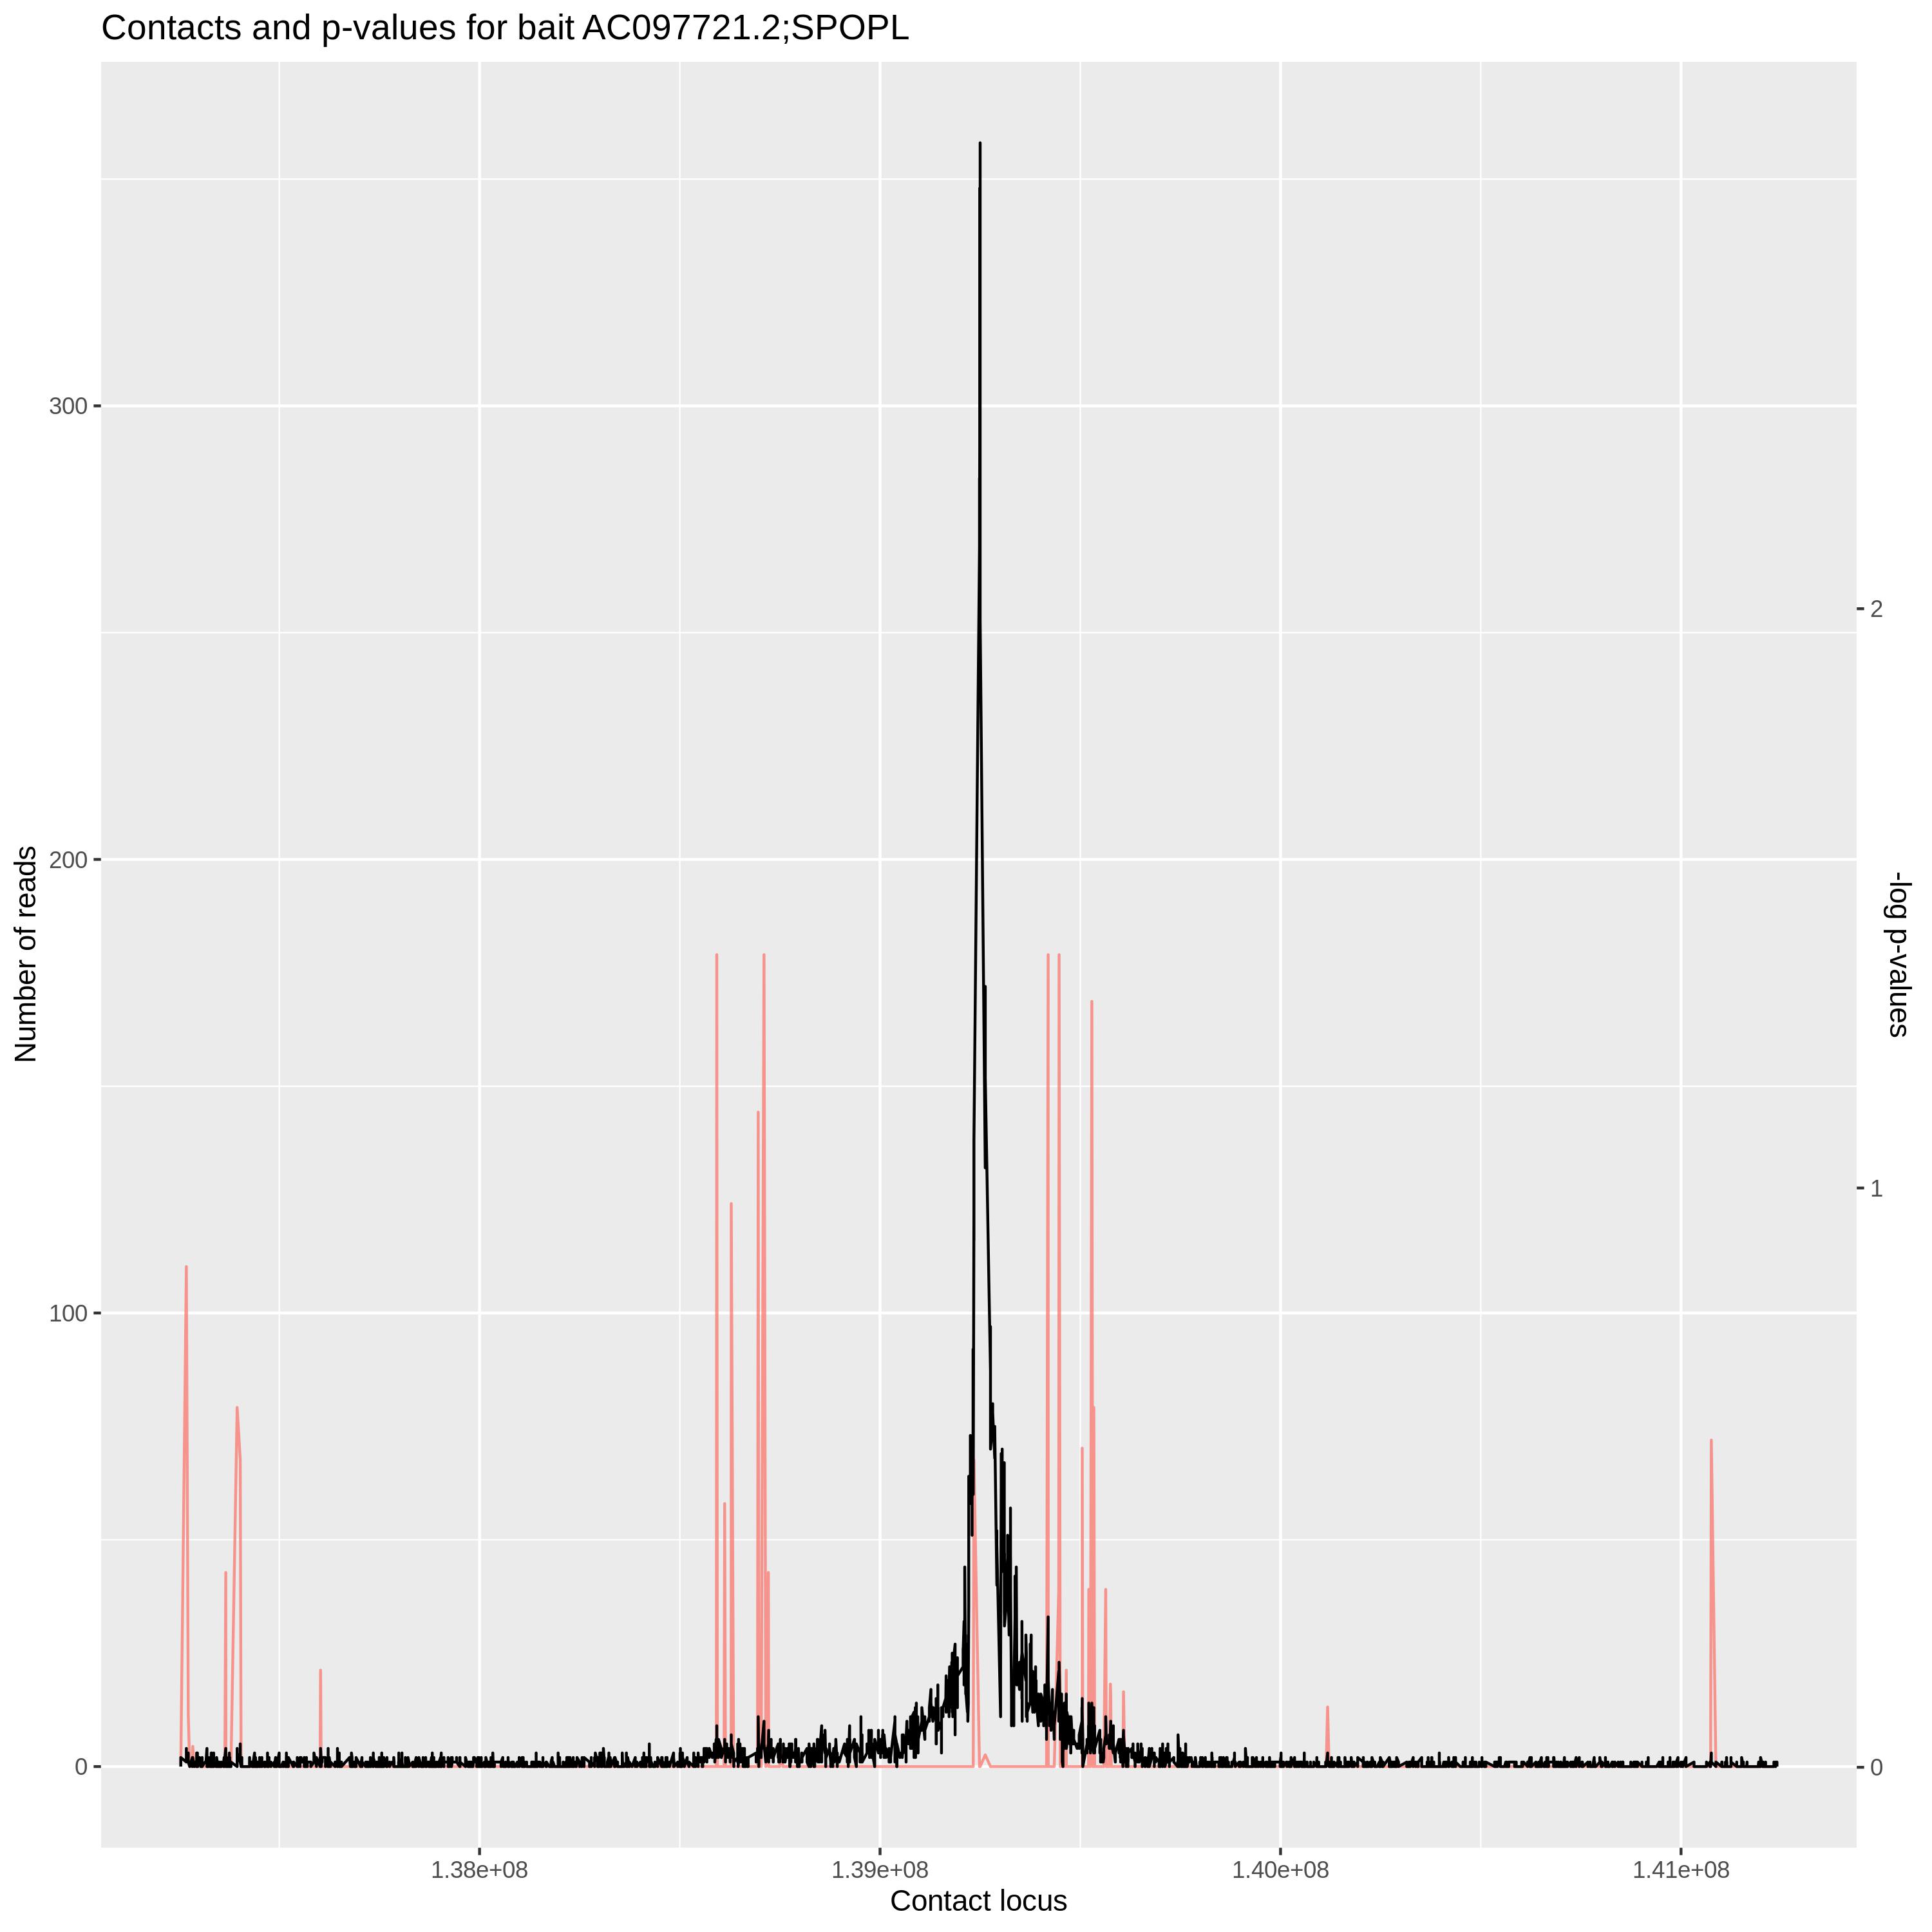 Contacts and p-values for bait AC097721.2;SPOPL
Number of reads
300
200
100
0
2
1
0
-log p-values
1.38e+08
1.39e+08
1.40e+08
1.41e+08
Contact locus